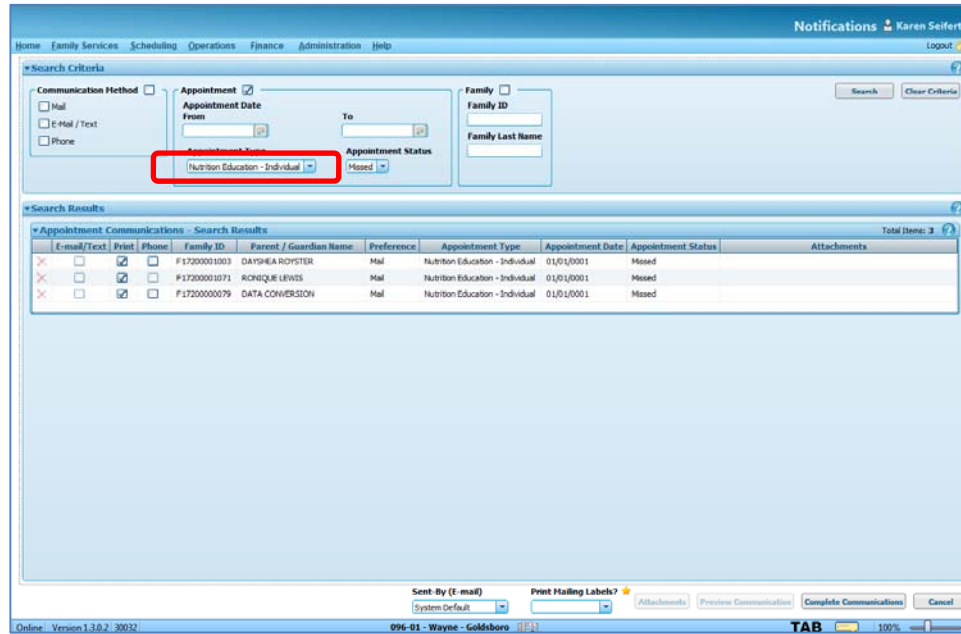 Notifications Karen Seifert
Home Family Services Scheduling Operations Finance Administration Help Logout
Search Criteria
Communication Method Appointment Family
Search Clear Criteria
Mail Appointment Date Family ID
From To
E-Mail / Text
Phone Family Last Name
Appointment Type Appointment Status
Nutrition Education - Individual Missed
Search Results
Appointment Communications - Search Results Total Items: 3
E-mail/Text Print Phone Family ID Parent / Guardian Name Preference Appointment Type Appointment Date Appointment Status Attachments
F17200001003 DAYSHEA ROYSTER Mail Nutrition Education - Individual 01/01/0001 Missed
F17200001071 RONIQUE LEWIS Mail Nutrition Education - Individual 01/01/0001 Missed
F17200000079 DATA CONVERSION Mail Nutrition Education - Individual 01/01/0001 Missed
Sent-By (E-mail) Print Mailing Labels?
System Default Attachments Preview Communication Complete Communications Cancel
Online Version 1.3.0.2 30032 096-01 - Wayne - Goldsboro TAB 100%